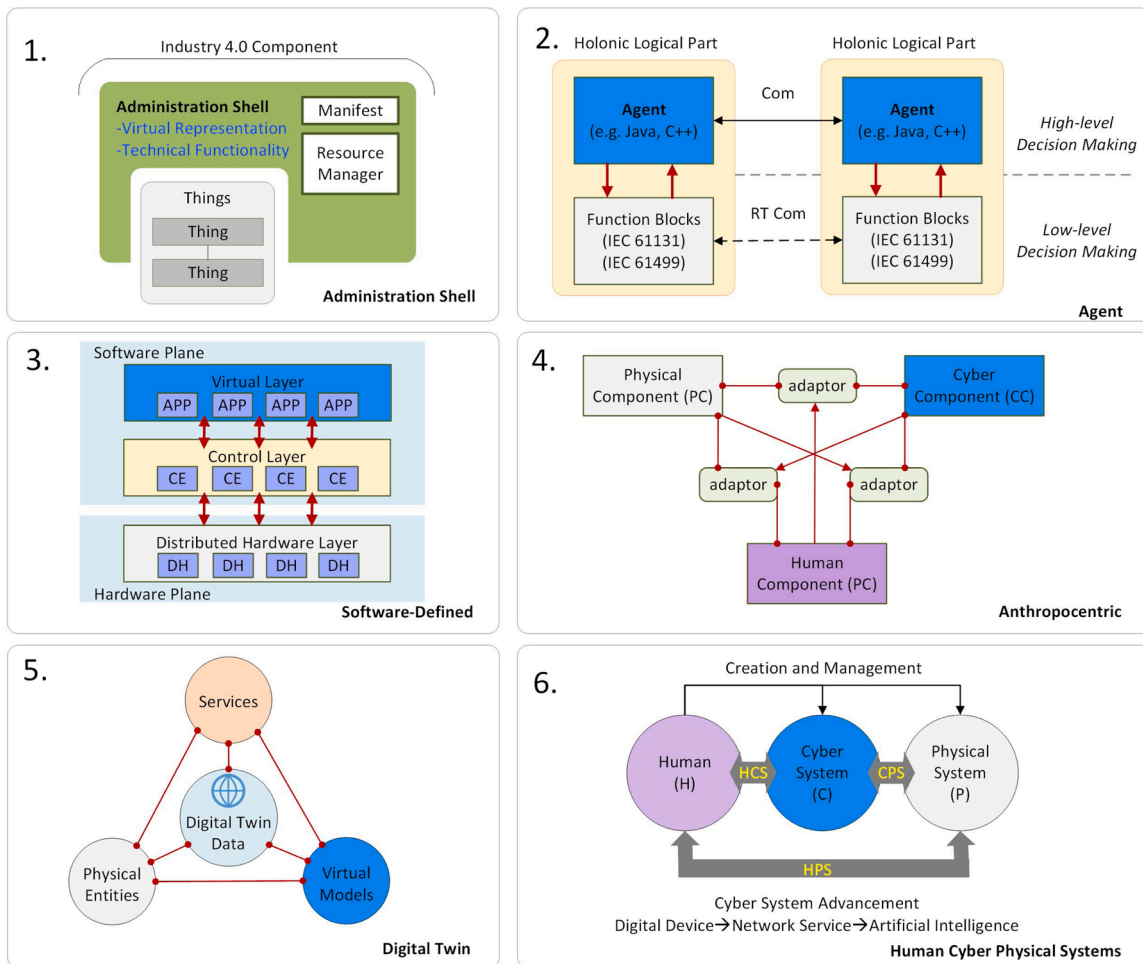 1.
Industry 4.0 Component
Administration Shell
-Virtual Representation
-Technical Functionality
Manifest
Resource
Manager
Things
Thing
Thing
Administration Shell
2.
Holonic Logical Part
Holonic Logical Part
Agent
(e.g. Java, C++)
Com
Agent
(e.g. Java, C++)
High-level
Decision Making
Function Blocks
(IEC 61131)
(IEC 61499)
RT Com
Function Blocks
(IEC 61131)
(IEC 61499)
Low-level
Decision Making
Agent
3.
Software Plane
Virtual Layer
APP APP APP APP
Control Layer
CE CE CE CE
Distributed Hardware Layer
DH DH DH DH
Hardware Plane
Software-Defined
4.
Physical
Component (PC)
adaptor
Cyber
Component (CC)
adaptor
adaptor
Human
Component (PC)
Anthropocentric
5.
Services
Digital Twin
Data
Physical
Entities
Virtual
Models
Digital Twin
6.
Creation and Management
Human
(H)
HCS
Cyber
System
(C)
CPS
Physical
System
(P)
HPS
Cyber System Advancement
Digital Device→Network Service→Artificial Intelligence
Human Cyber Physical Systems